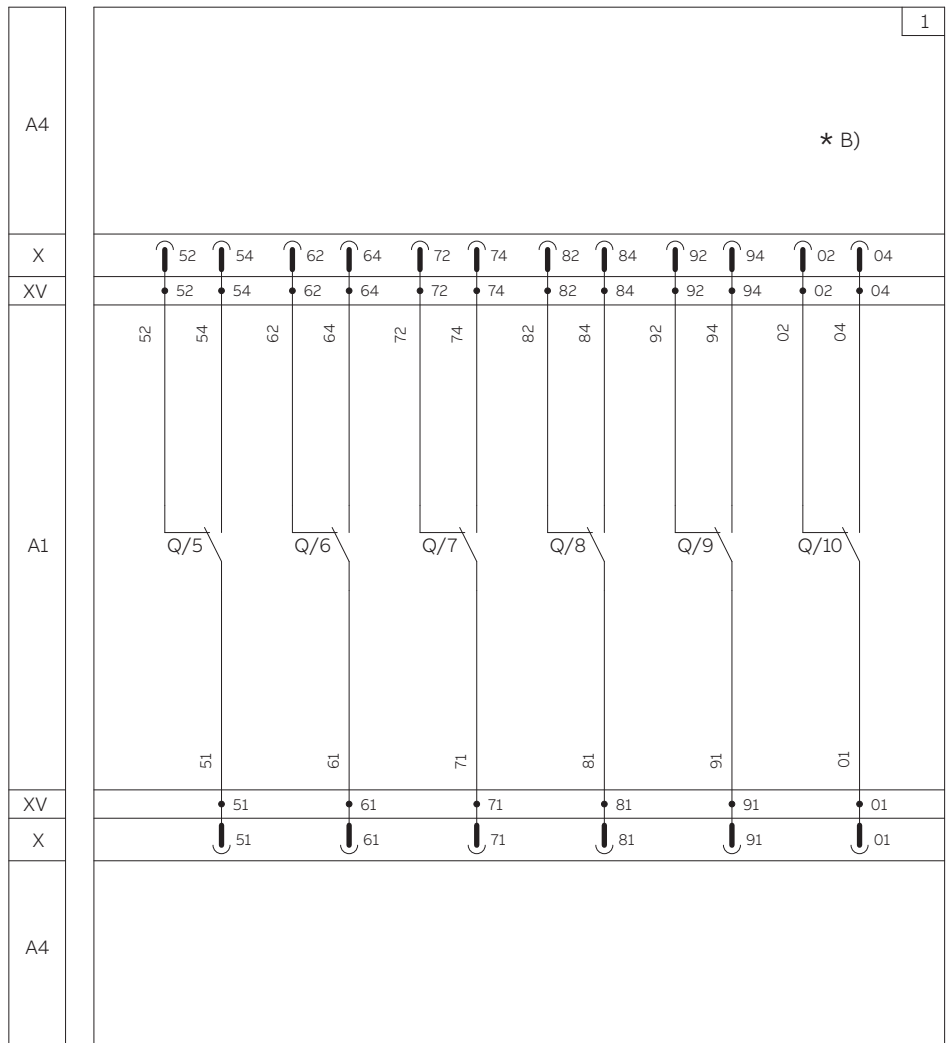 1
A4
* B)
X 52 54 62 64 72 74 82 84 92 94 02 04
XV 52 54 62 64 72 74 82 84 92 94 02 04
52 54 62 64 72 74 82 84 92 94 02 04
A1 Q/5 Q/6 Q/7 Q/8 Q/9 Q/10
51 61 71 81 91 01
XV 51 61 71 81 91 01
X 51 61 71 81 91 01
A4